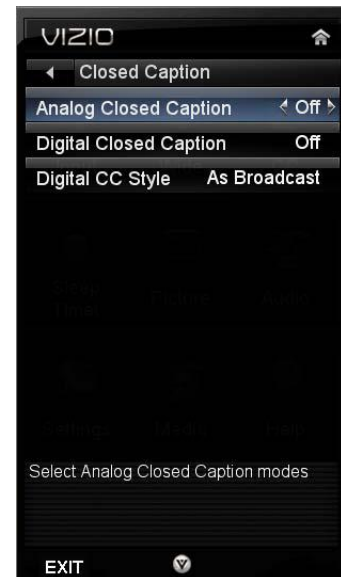 VIZIO
Closed Caption
Analog Closed Caption Off
Digital Closed Caption Off
Digital CC Style As Broadcast
Sleep Timer
Picture
Audio
Settings
Media
Help
Select Analog Closed Caption modes
EXIT